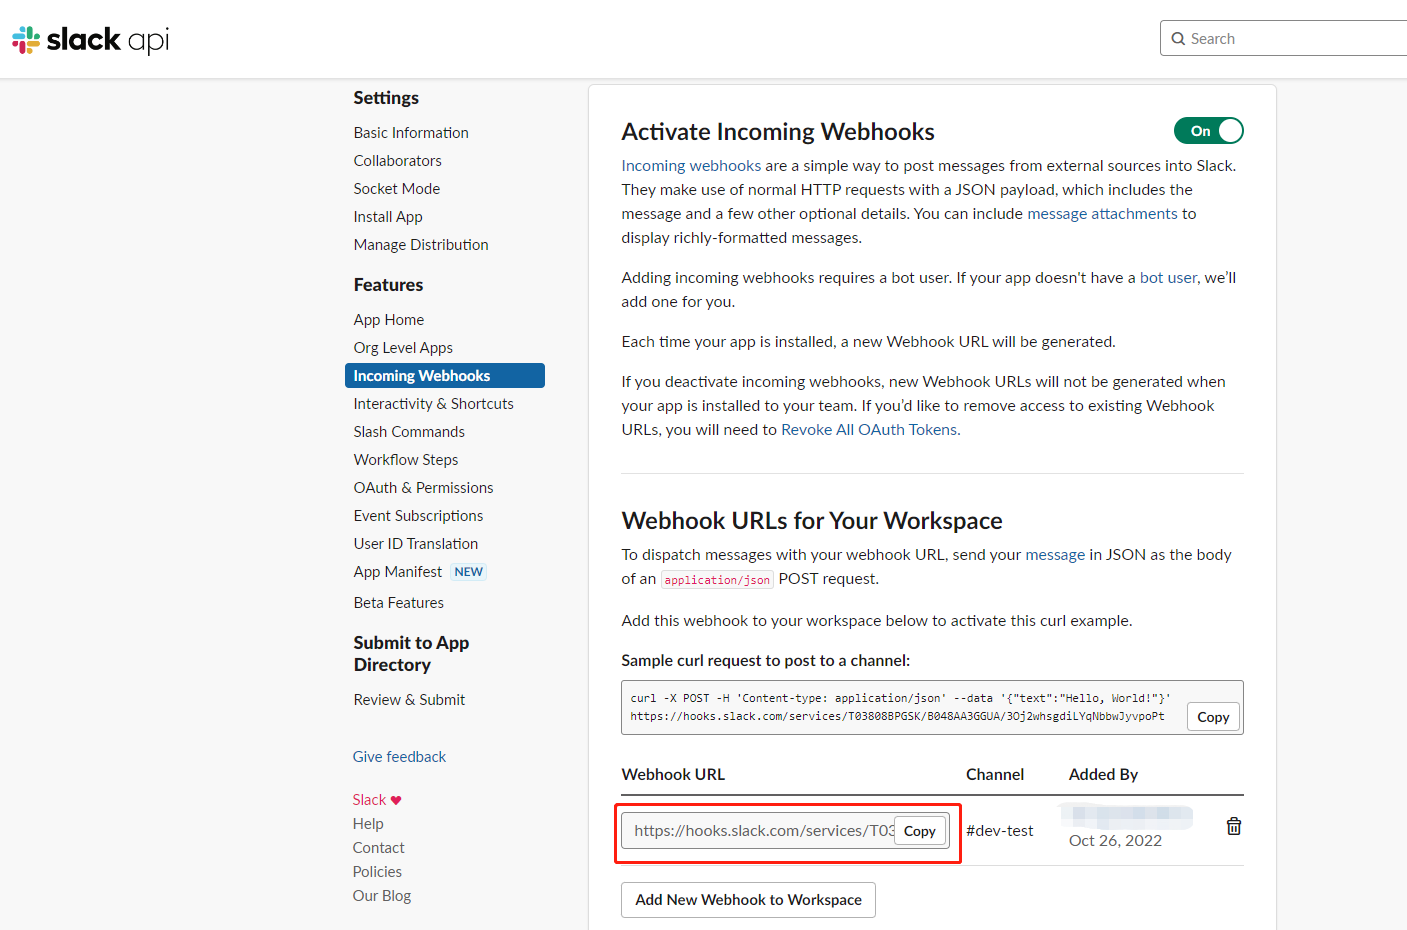 slack api
Search
Settings
Basic Information
Collaborators
Socket Mode
Install App
Manage Distribution
Features
App Home
Org Level Apps
Incoming Webhooks
Interactivity & Shortcuts
Slash Commands
Workflow Steps
OAuth & Permissions
Event Subscriptions
User ID Translation
App Manifest NEW
Beta Features
Submit to App
Directory
Review & Submit
Give feedback
Slack
Help
Contact
Policies
Our Blog
Activate Incoming Webhooks
On
Incoming webhooks are a simple way to post messages from external sources into Slack.
They make use of normal HTTP requests with a JSON payload, which includes the
message and a few other optional details. You can include message attachments to
display richly-formatted messages.
Adding incoming webhooks requires a bot user. If your app doesn't have a bot user, we’ll
add one for you.
Each time your app is installed, a new Webhook URL will be generated.
If you deactivate incoming webhooks, new Webhook URLs will not be generated when
your app is installed to your team. If you’d like to remove access to existing Webhook
URLs, you will need to Revoke All OAuth Tokens.
Webhook URLs for Your Workspace
To dispatch messages with your webhook URL, send your message in JSON as the body
of an application/json POST request.
Add this webhook to your workspace below to activate this curl example.
Sample curl request to post to a channel:
curl -X POST -H 'Content-type: application/json' --data '{"text":"Hello, World!"}'
https://hooks.slack.com/services/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
Copy
Webhook URL Channel Added By
https://hooks.slack.com/services/T03 Copy #dev-test
Oct 26, 2022
Add New Webhook to Workspace